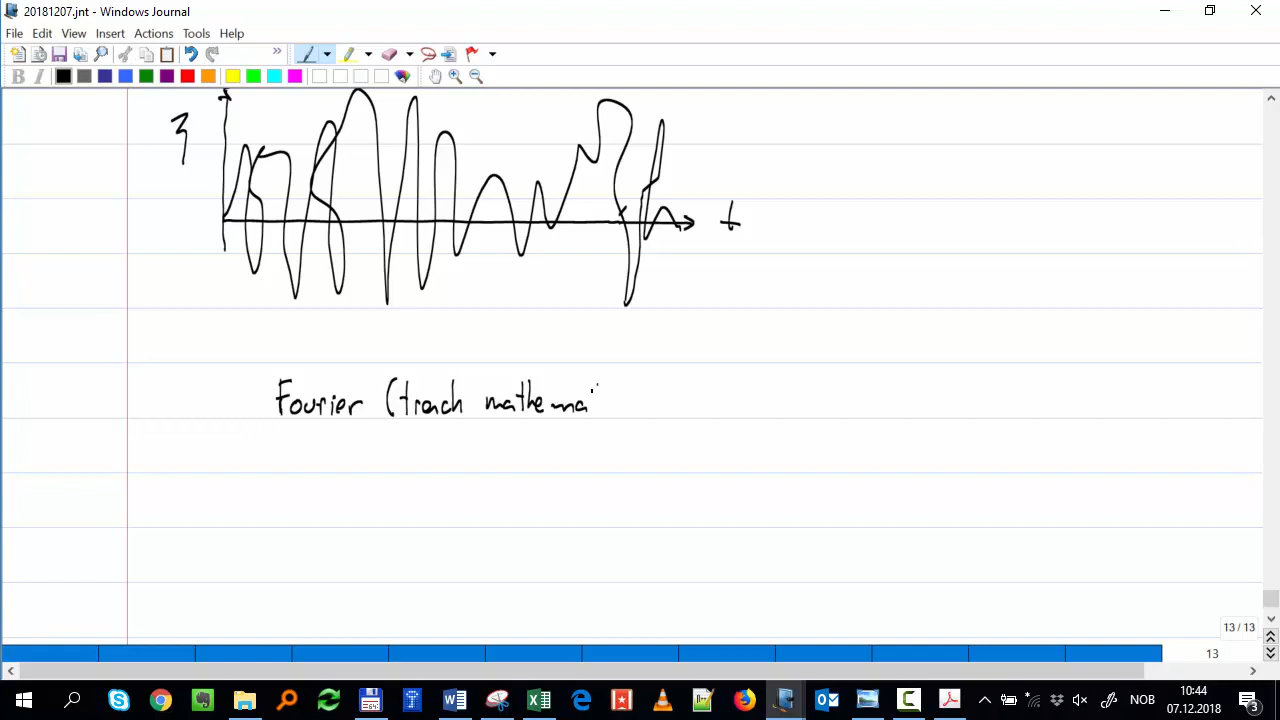 20181207.jnt - Windows Journal
File Edit View Insert Actions Tools Help
B I
t
Fourier (french mathema
13 / 13
13
NOB
10:44
07.12.2018
3